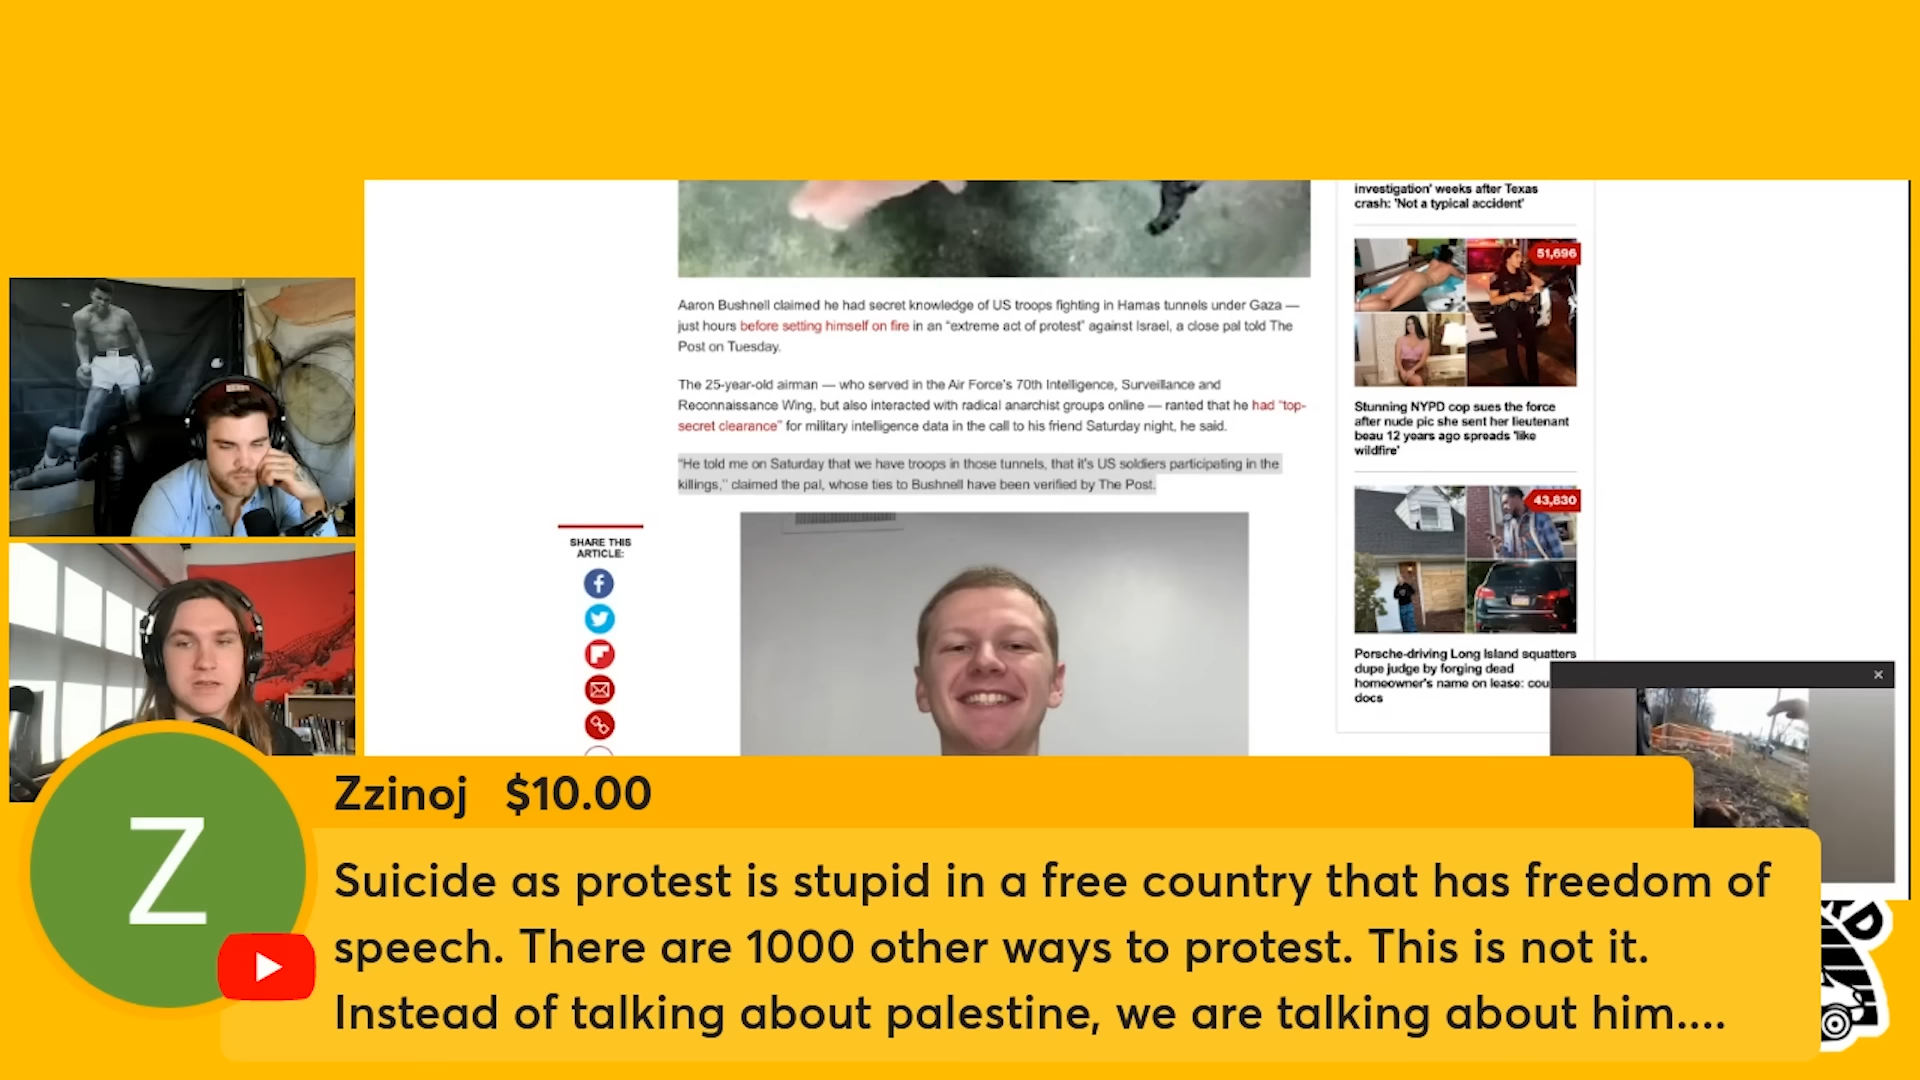 investigation' weeks after Texas
crash: 'Not a typical accident'
51,696
Aaron Bushnell claimed he had secret knowledge of US troops fighting in Hamas tunnels under Gaza —
just hours before setting himself on fire in an “extreme act of protest” against Israel, a close pal told The
Post on Tuesday.
The 25-year-old airman — who served in the Air Force’s 70th Intelligence, Surveillance and
Reconnaissance Wing, but also interacted with radical anarchist groups online — ranted that he had “top-
secret clearance” for military intelligence data in the call to his friend Saturday night, he said.
“He told me on Saturday that we have troops in those tunnels, that it’s US soldiers participating in the
killings,” claimed the pal, whose ties to Bushnell have been verified by The Post.
Stunning NYPD cop sues the force
after nude pic she sent her lieutenant
beau 12 years ago spreads 'like
wildfire'
43,830
SHARE THIS
ARTICLE:
Porsche-driving Long Island squatters
dupe judge by forging dead
homeowner's name on lease:
docs
Zzinoj $10.00
Z
Suicide as protest is stupid in a free country that has freedom of
speech. There are 1000 other ways to protest. This is not it.
Instead of talking about palestine, we are talking about him....